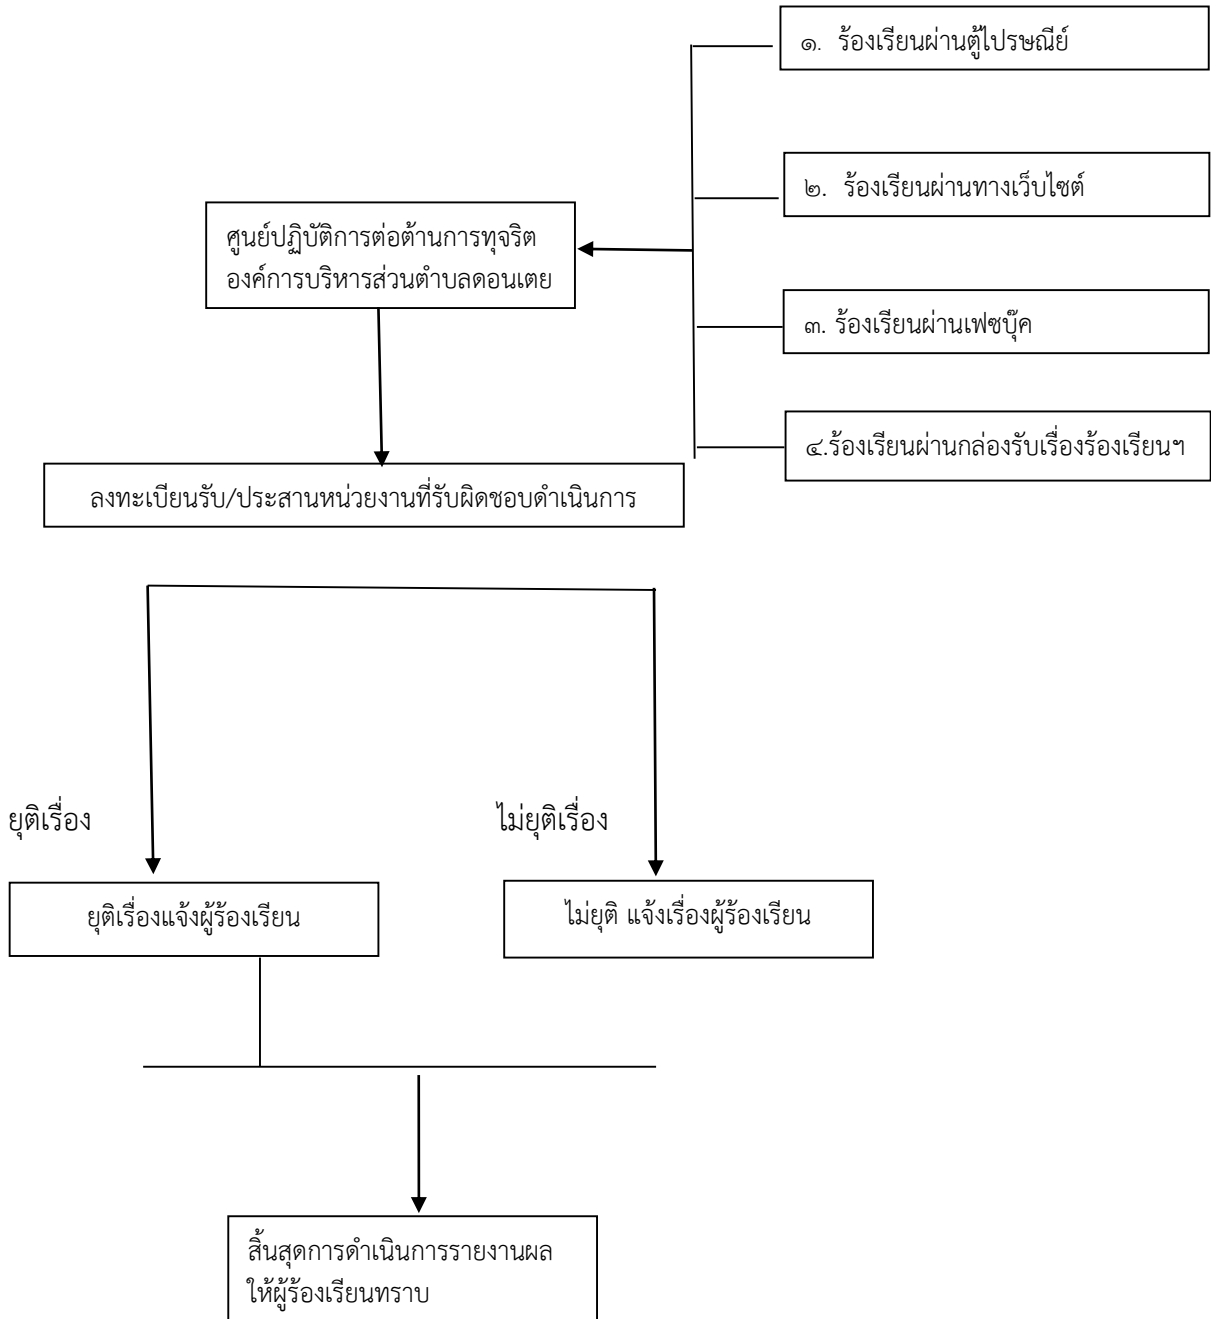 ๑. ร้องเรียนผ่านตู้ไปรษณีย์
๒. ร้องเรียนผ่านทางเว็บไซต์
ศูนย์ปฏิบัติการต่อต้านการทุจริต
องค์การบริหารส่วนตำบลดอนเตย
๓. ร้องเรียนผ่านเฟซบุ๊ค
๔.ร้องเรียนผ่านกล่องรับเรื่องร้องเรียนฯ
ลงทะเบียนรับ/ประสานหน่วยงานที่รับผิดชอบดำเนินการ
ยุติเรื่อง
ไม่ยุติเรื่อง
ยุติเรื่องแจ้งผู้ร้องเรียน
ไม่ยุติ แจ้งเรื่องผู้ร้องเรียน
สิ้นสุดการดำเนินการรายงานผล
ให้ผู้ร้องเรียนทราบ